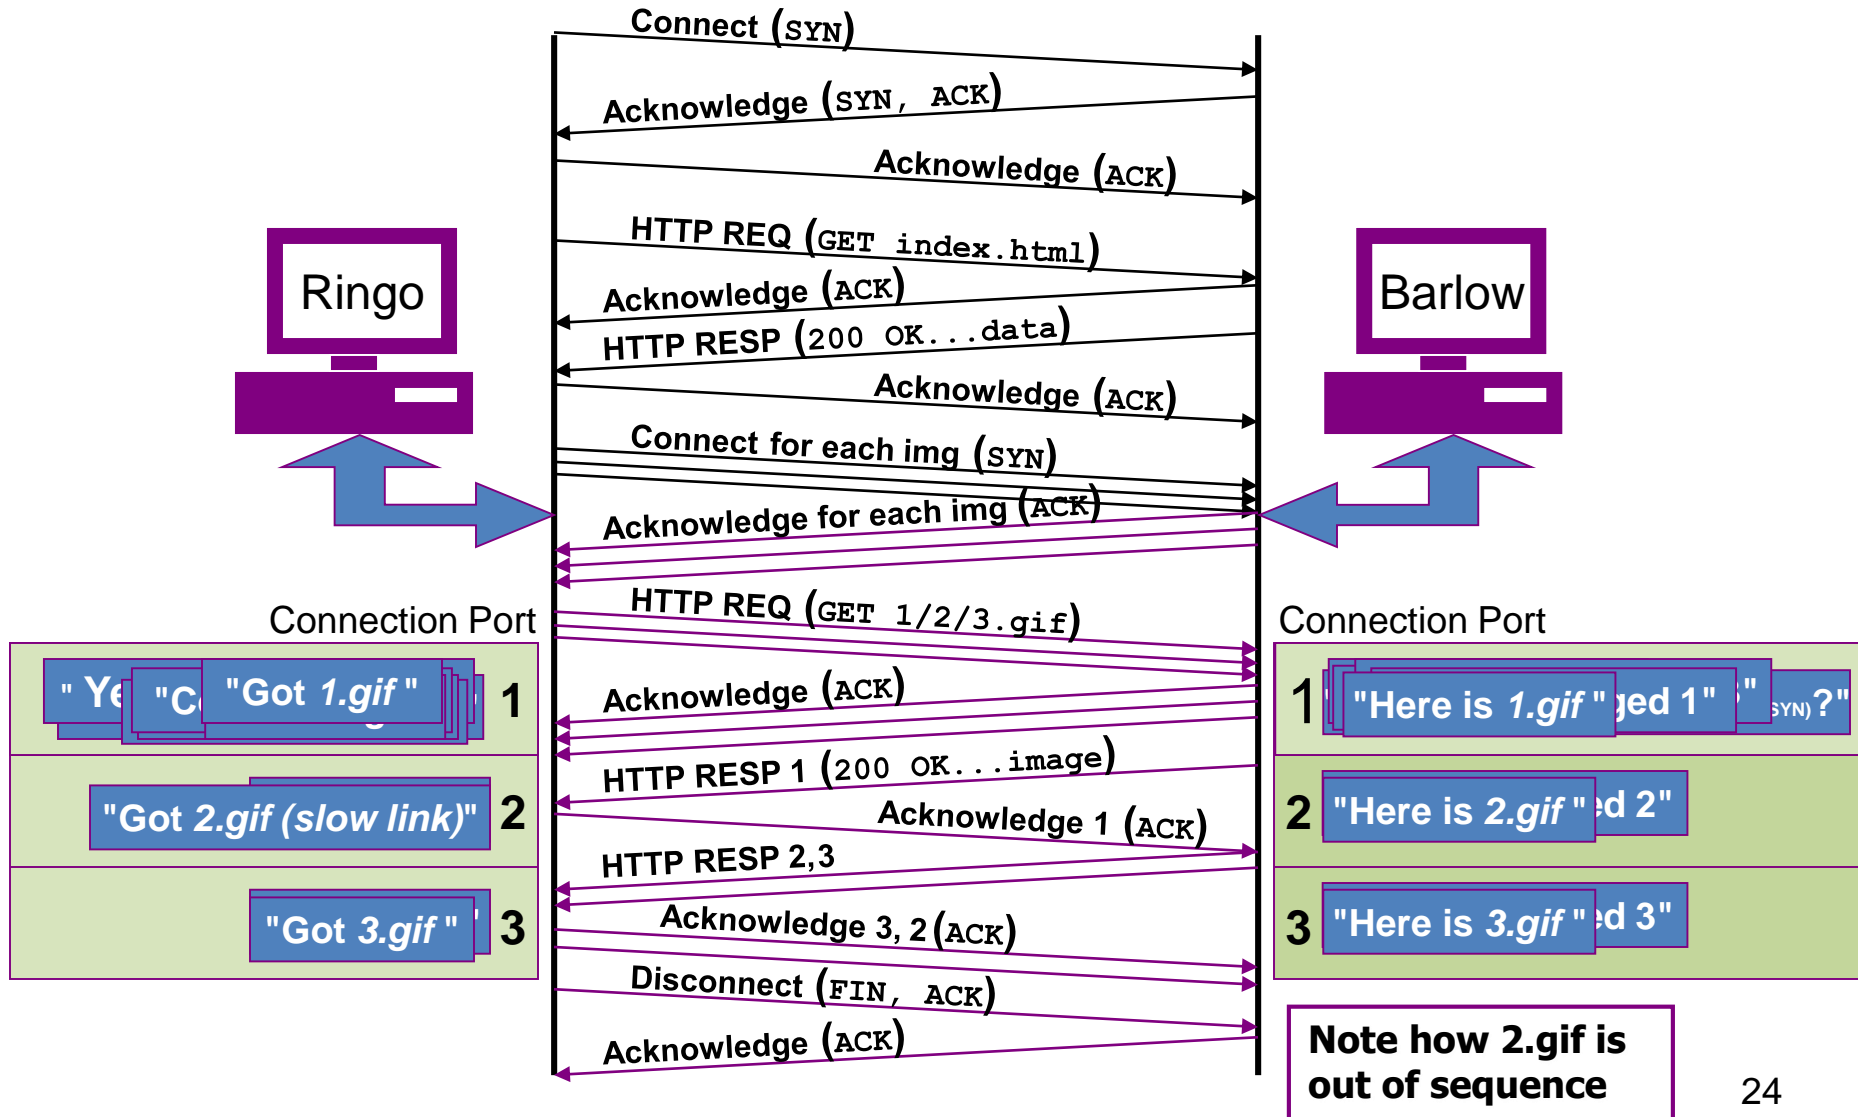 Connect (SYN)
Acknowledge (SYN, ACK)
Acknowledge (ACK)
HTTP REQ (GET index.html)
Acknowledge (ACK)
HTTP RESP (200 OK...data)
Acknowledge (ACK)
Connect for each img (SYN)
Acknowledge for each img (ACK)
HTTP REQ (GET 1/2/3.gif)
Acknowledge (ACK)
HTTP RESP 1 (200 OK...image)
Acknowledge 1 (ACK)
HTTP RESP 2,3
Acknowledge 3, 2 (ACK)
Disconnect (FIN, ACK)
Acknowledge (ACK)
Ringo
Barlow
Connection Port
"Got 1.gif "
1
"Got 2.gif (slow link)"
2
"Got 3.gif "
3
Connection Port
1
"Here is 1.gif "
1"
(SYN)?"
2
"Here is 2.gif "
2"
3
"Here is 3.gif "
3"
Note how 2.gif is
out of sequence
24